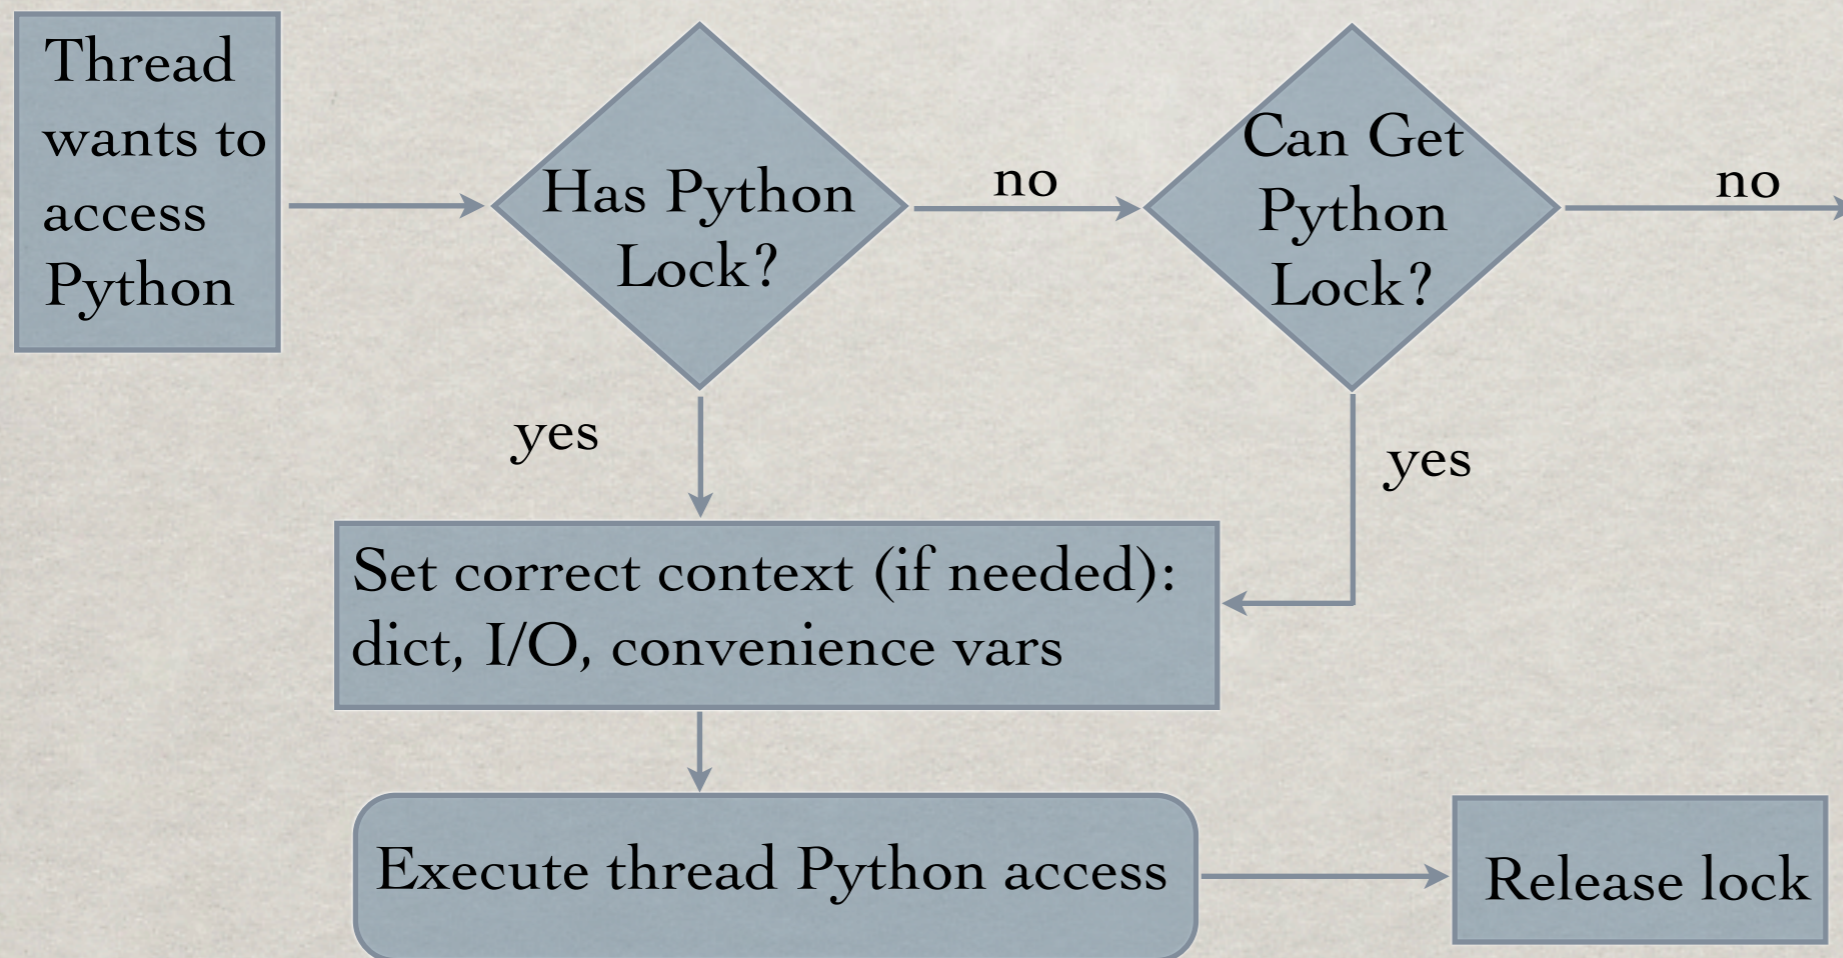 Thread
wants to
access
Python
Has Python
Lock?
no
Can Get
Python
Lock?
no
yes
yes
Set correct context (if needed):
dict, I/O, convenience vars
Execute thread Python access
Release lock